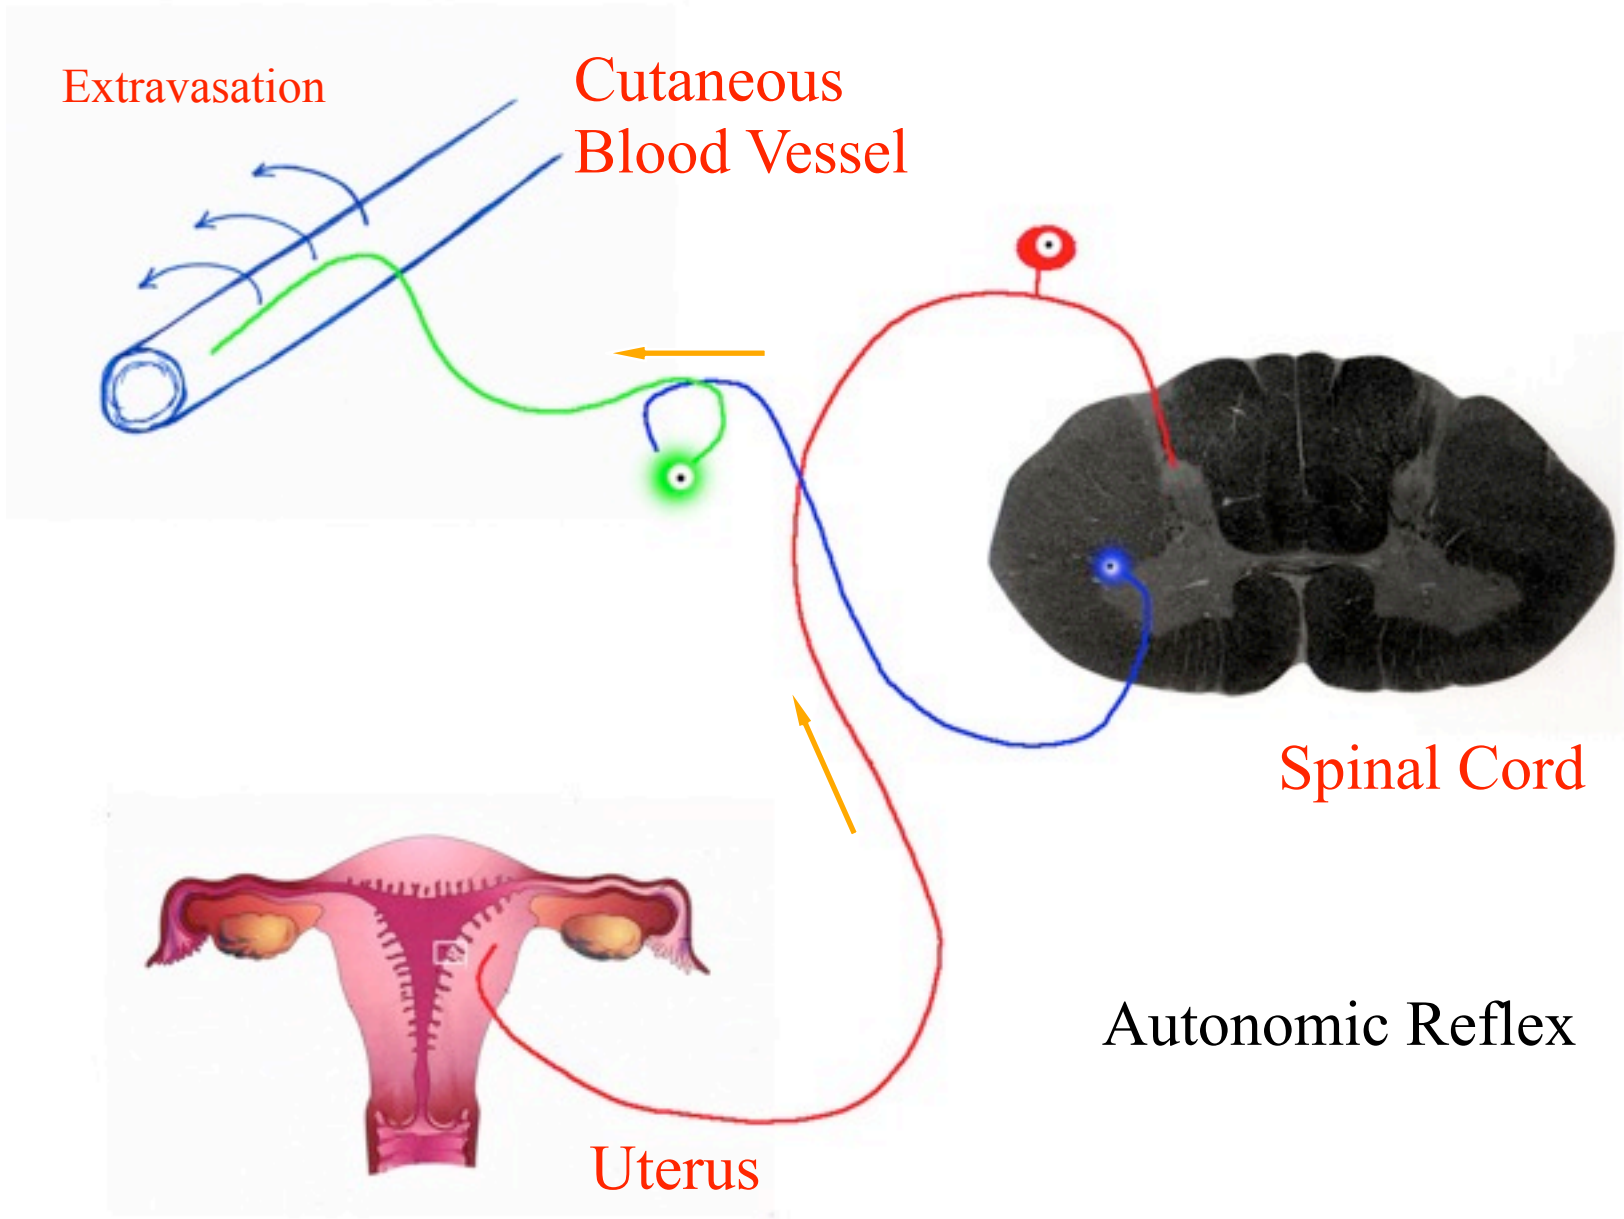 Extravasation
Cutaneous
Blood Vessel
Spinal Cord
Autonomic Reflex
Uterus